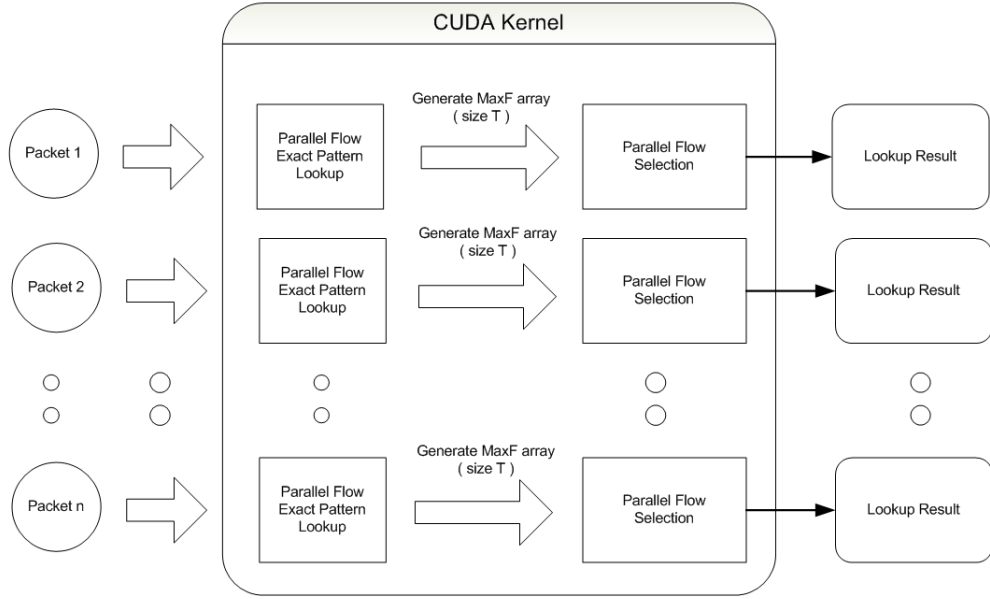 CUDA Kernel
Generate MaxF array
( size T )
Packet 1
Parallel Flow
Exact Pattern
Lookup
Parallel Flow
Selection
Lookup Result
Generate MaxF array
( size T )
Packet 2
Parallel Flow
Exact Pattern
Lookup
Parallel Flow
Selection
Lookup Result
Generate MaxF array
( size T )
Packet n
Parallel Flow
Exact Pattern
Lookup
Parallel Flow
Selection
Lookup Result